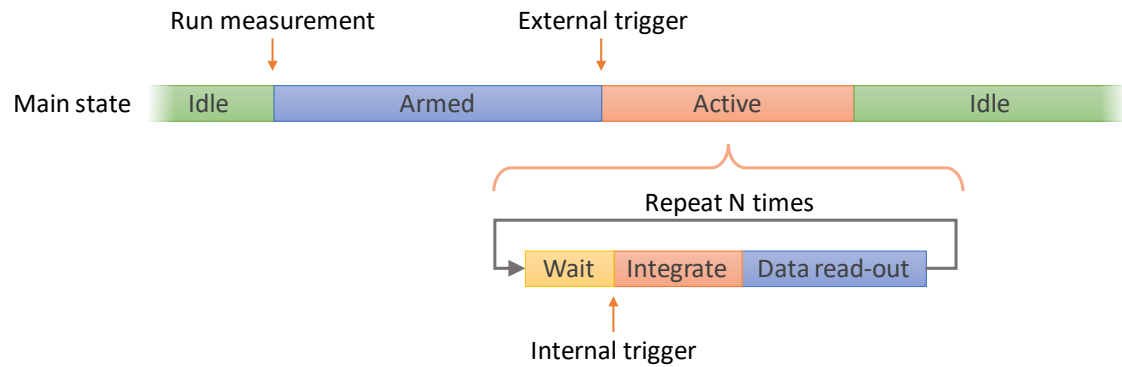 Run measurement
External trigger
Main state
Idle
Armed
Active
Idle
Repeat N times
Wait
Integrate
Data read-out
Internal trigger